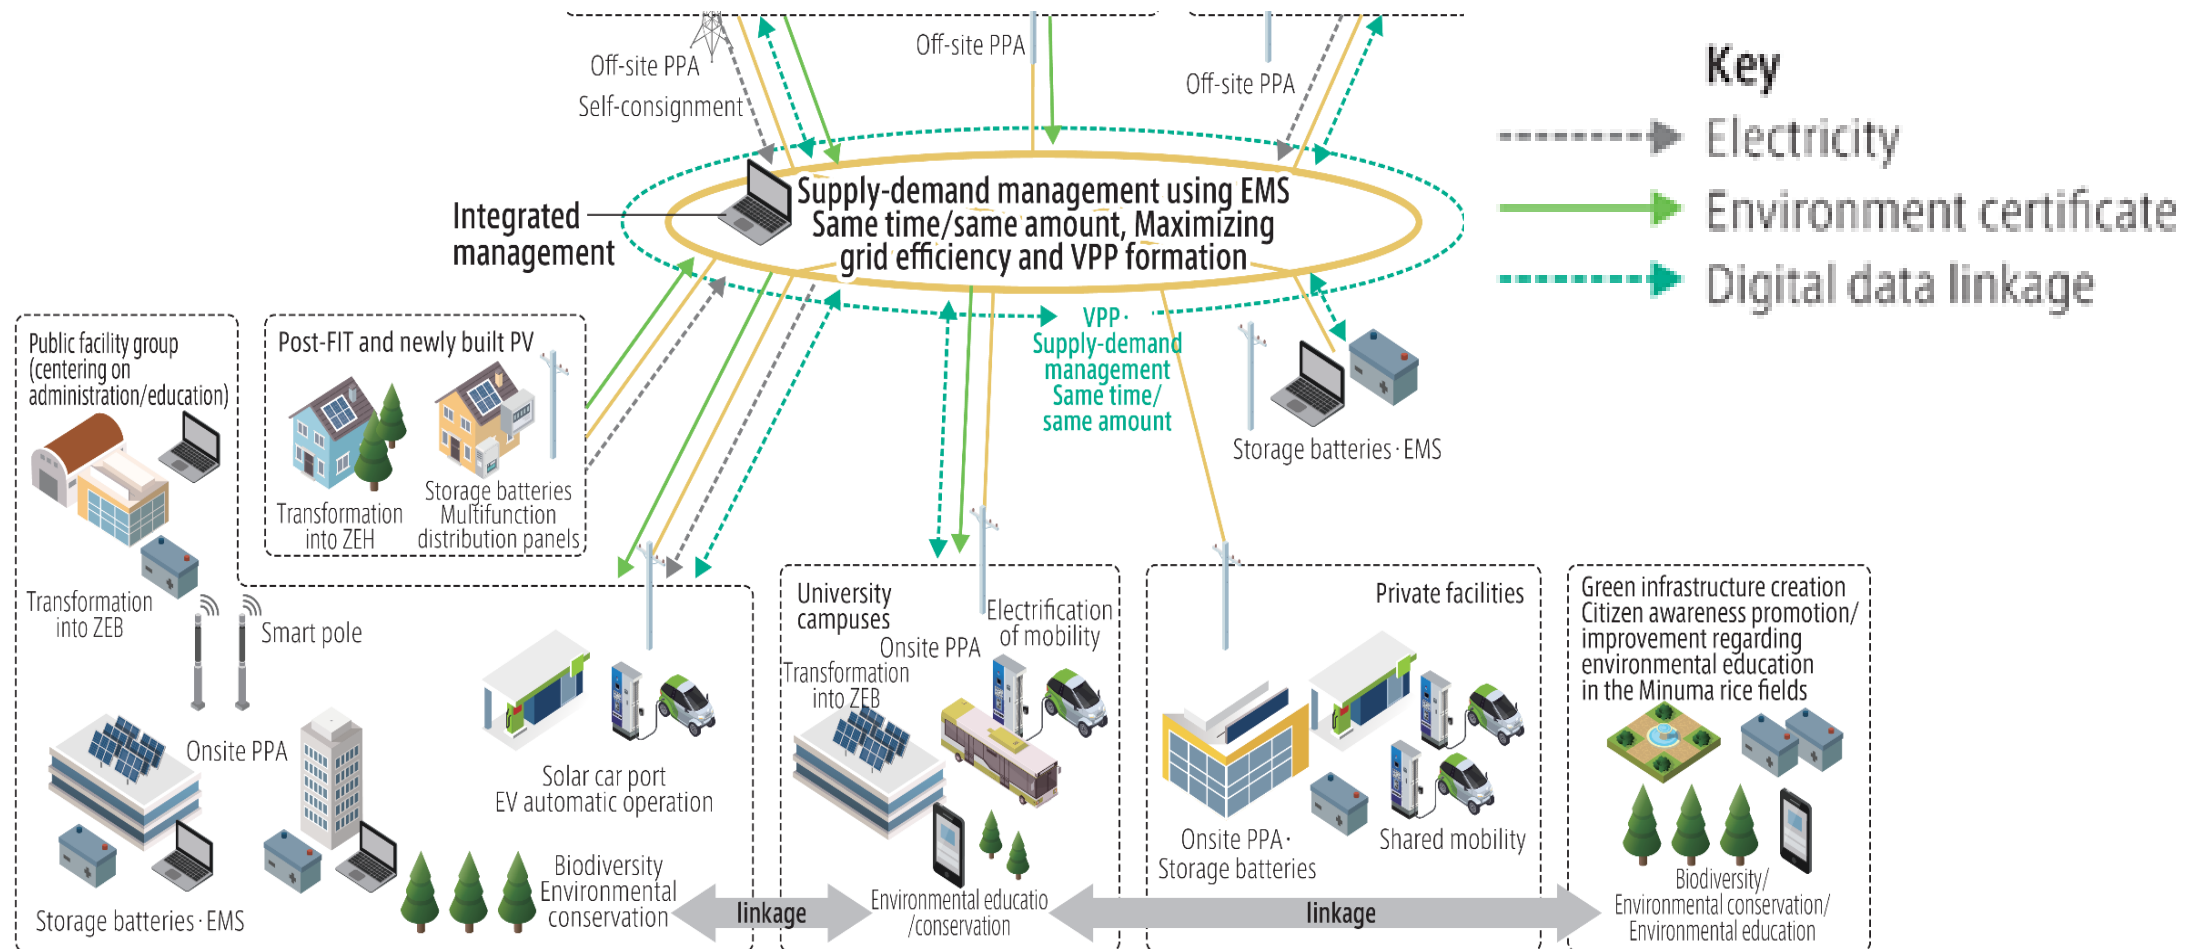 Off-site PPA
Self-consignment
Off-site PPA
Off-site PPA
Key
Electricity
Environment certificate
Digital data linkage
Integrated
management
Supply-demand management using EMS
Same time/same amount, Maximizing
grid efficiency and VPP formation
VPP ·
Supply-demand
management
Same time/
same amount
Storage batteries · EMS
Public facility group
(centering on
administration/education)
Transformation
into ZEB
Smart pole
Onsite PPA
Storage batteries · EMS
Post-FIT and newly built PV
Transformation
into ZEH
Storage batteries
Multifunction
distribution panels
Solar car port
EV automatic operation
Biodiversity
Environmental
conservation
linkage
University
campuses
Onsite PPA
Electrification
of mobility
Transformation
into ZEB
Environmental educatio
/conservation
linkage
Private facilities
Onsite PPA ·
Storage batteries
Shared mobility
Green infrastructure creation
Citizen awareness promotion/
improvement regarding
environmental education
in the Minuma rice fields
Biodiversity/
Environmental conservation/
Environmental education